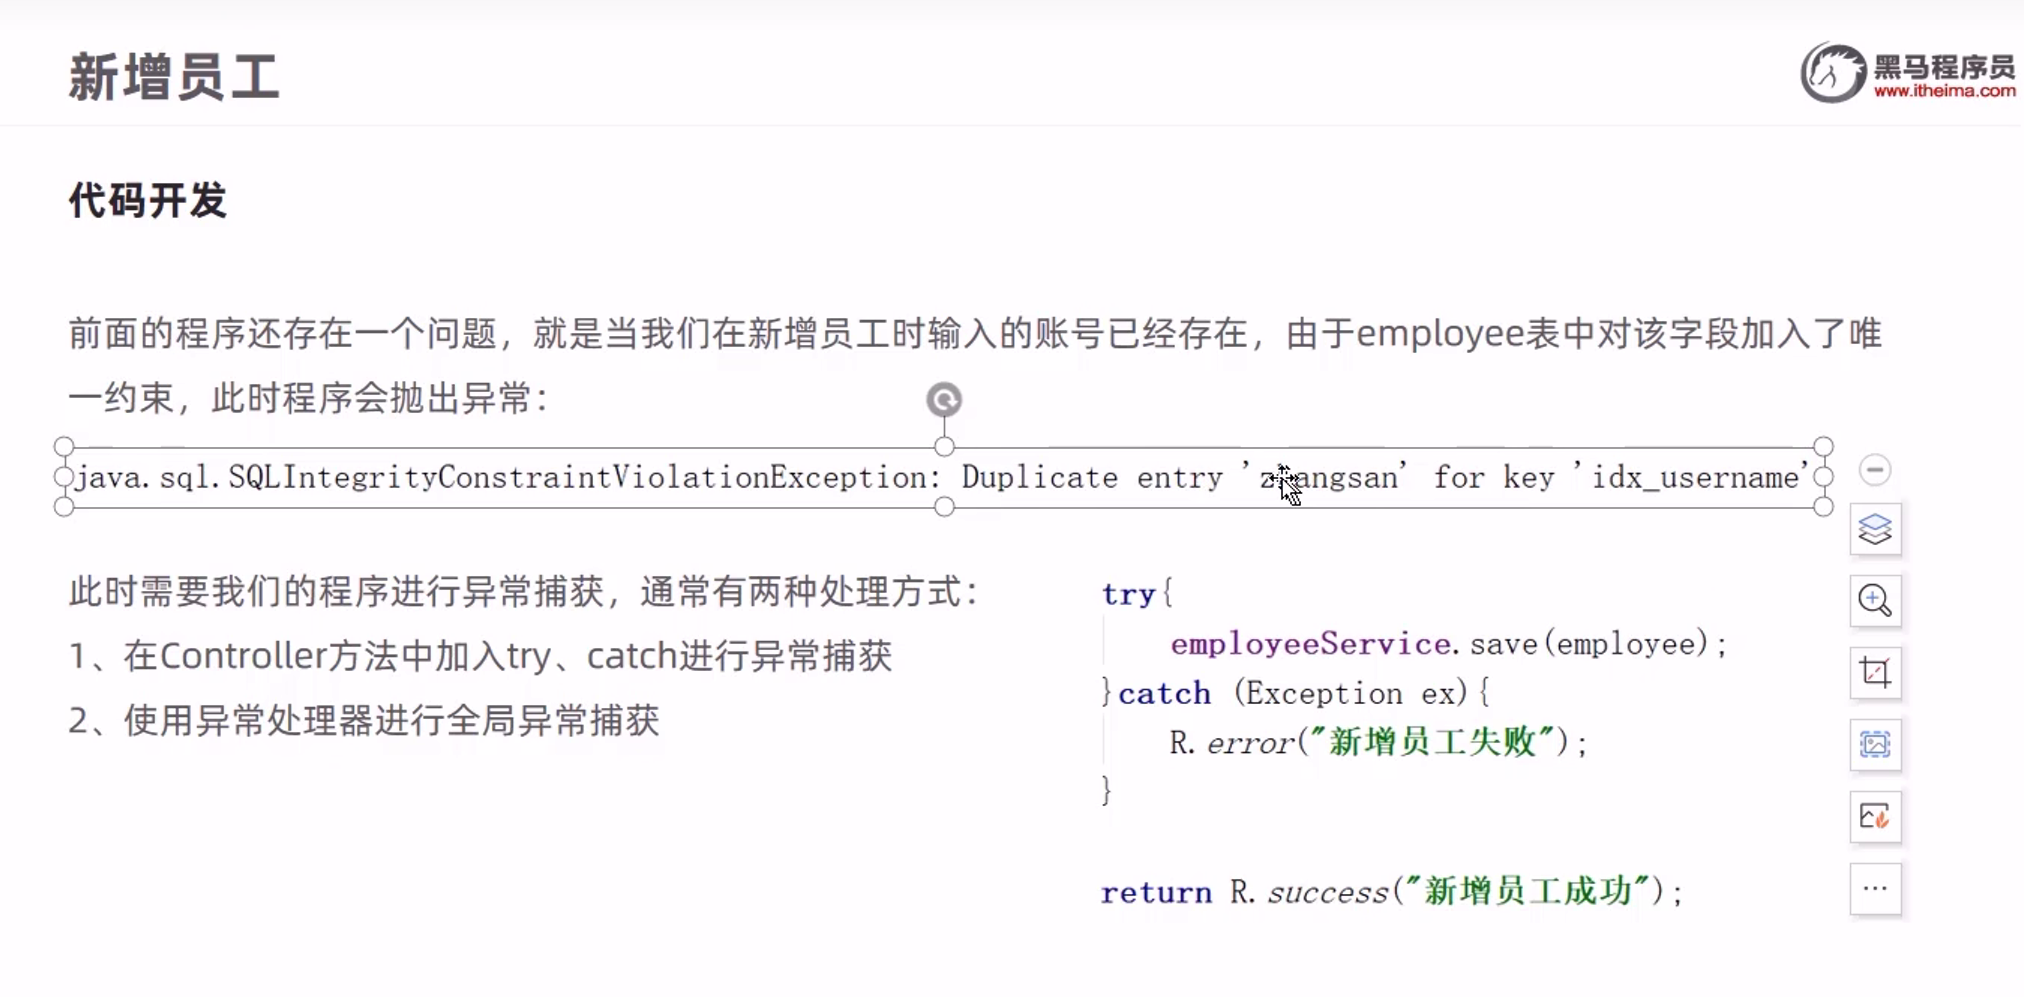 新增员工
黑马程序员
www.itheima.com
代码开发
前面的程序还存在一个问题，就是当我们在新增员工时输入的账号已经存在，由于employee表中对该字段加入了唯
一约束，此时程序会抛出异常：
java.sql.SQLIntegrityConstraintViolationException: Duplicate entry 'zhangsan' for key 'idx_username'
此时需要我们的程序进行异常捕获，通常有两种处理方式：
1、在Controller方法中加入try、catch进行异常捕获
2、使用异常处理器进行全局异常捕获
try{
employeeService.save(employee);
}catch (Exception ex){
R.error("新增员工失败");
}
return R.success("新增员工成功");